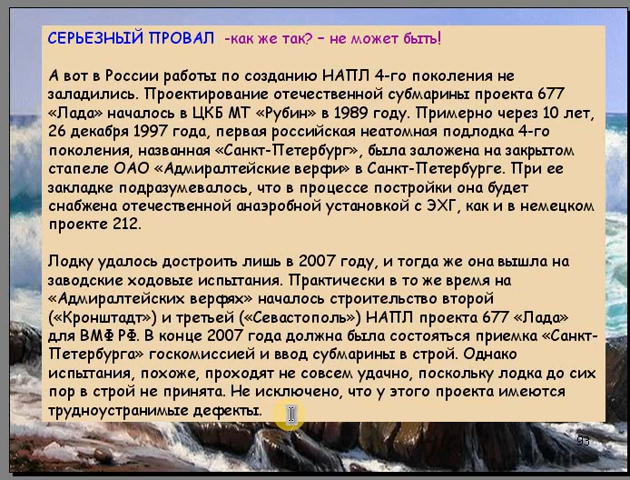 СЕРЬЕЗНЫЙ ПРОВАЛ -как же так? – не может быть!
А вот в России работы по созданию НАПЛ 4-го поколения не
заладились. Проектирование отечественной субмарины проекта 677
«Лада» началось в ЦКБ МТ «Рубин» в 1989 году. Примерно через 10 лет,
26 декабря 1997 года, первая российская неатомная подлодка 4-го
поколения, названная «Санкт-Петербург», была заложена на закрытом
стапеле ОАО «Адмиралтейские верфи» в Санкт-Петербурге. При ее
закладке подразумевалось, что в процессе постройки она будет
снабжена отечественной анаэробной установкой с ЭХГ, как и в немецком
проекте 212.
Лодку удалось достроить лишь в 2007 году, и тогда же она вышла на
заводские ходовые испытания. Практически в то же время на
«Адмиралтейских верфях» началось строительство второй
(«Кронштадт») и третьей («Севастополь») НАПЛ проекта 677 «Лада»
для ВМФ РФ. В конце 2007 года должна была состояться приемка «Санкт-
Петербурга» госкомиссией и ввод субмарины в строй. Однако
испытания, похоже, проходят не совсем удачно, поскольку лодка до сих
пор в строй не принята. Не исключено, что у этого проекта имеются
трудноустранимые дефекты.
93